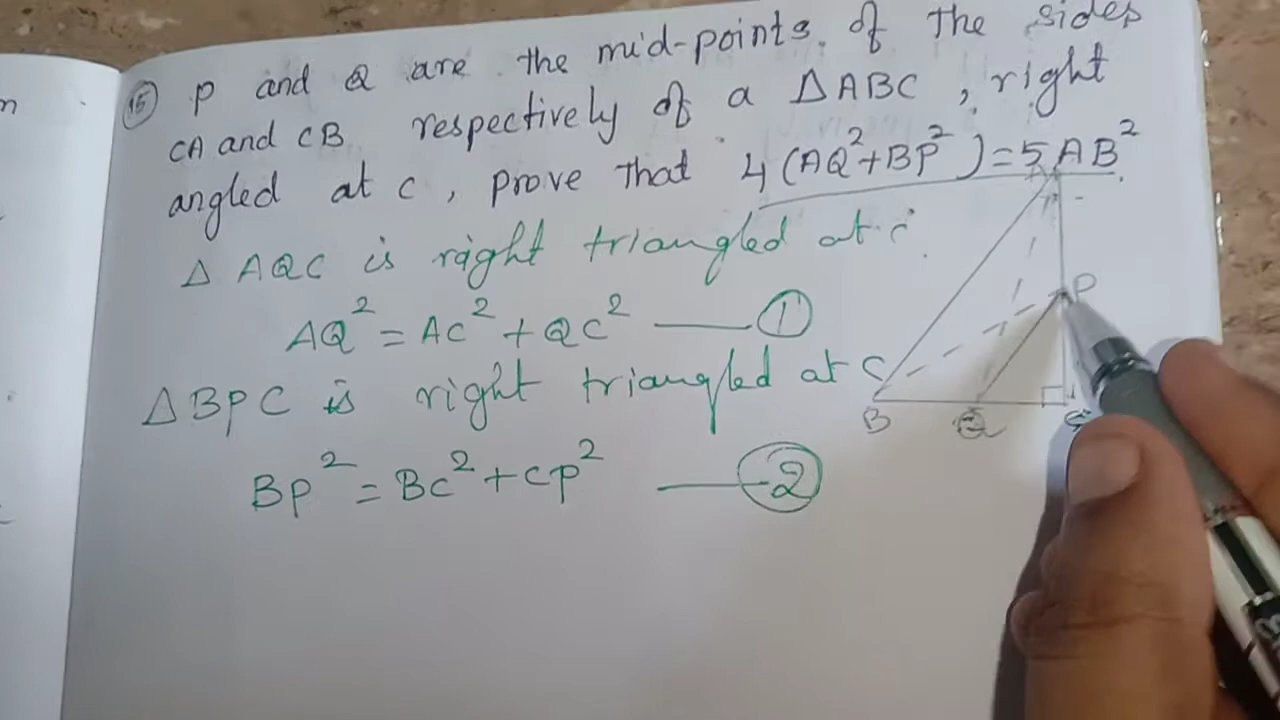 (15) P and Q are the mid-points of the sides
CA and CB respectively of a ΔABC, right
angled at C, prove that 4(AQ²+BP²)=5AB²
Δ AQC is right triangled at c
AQ² = AC² + QC² —— ①
Δ BPC is right triangled at C
BP² = BC² + CP² —— ②
P
B Q C
n